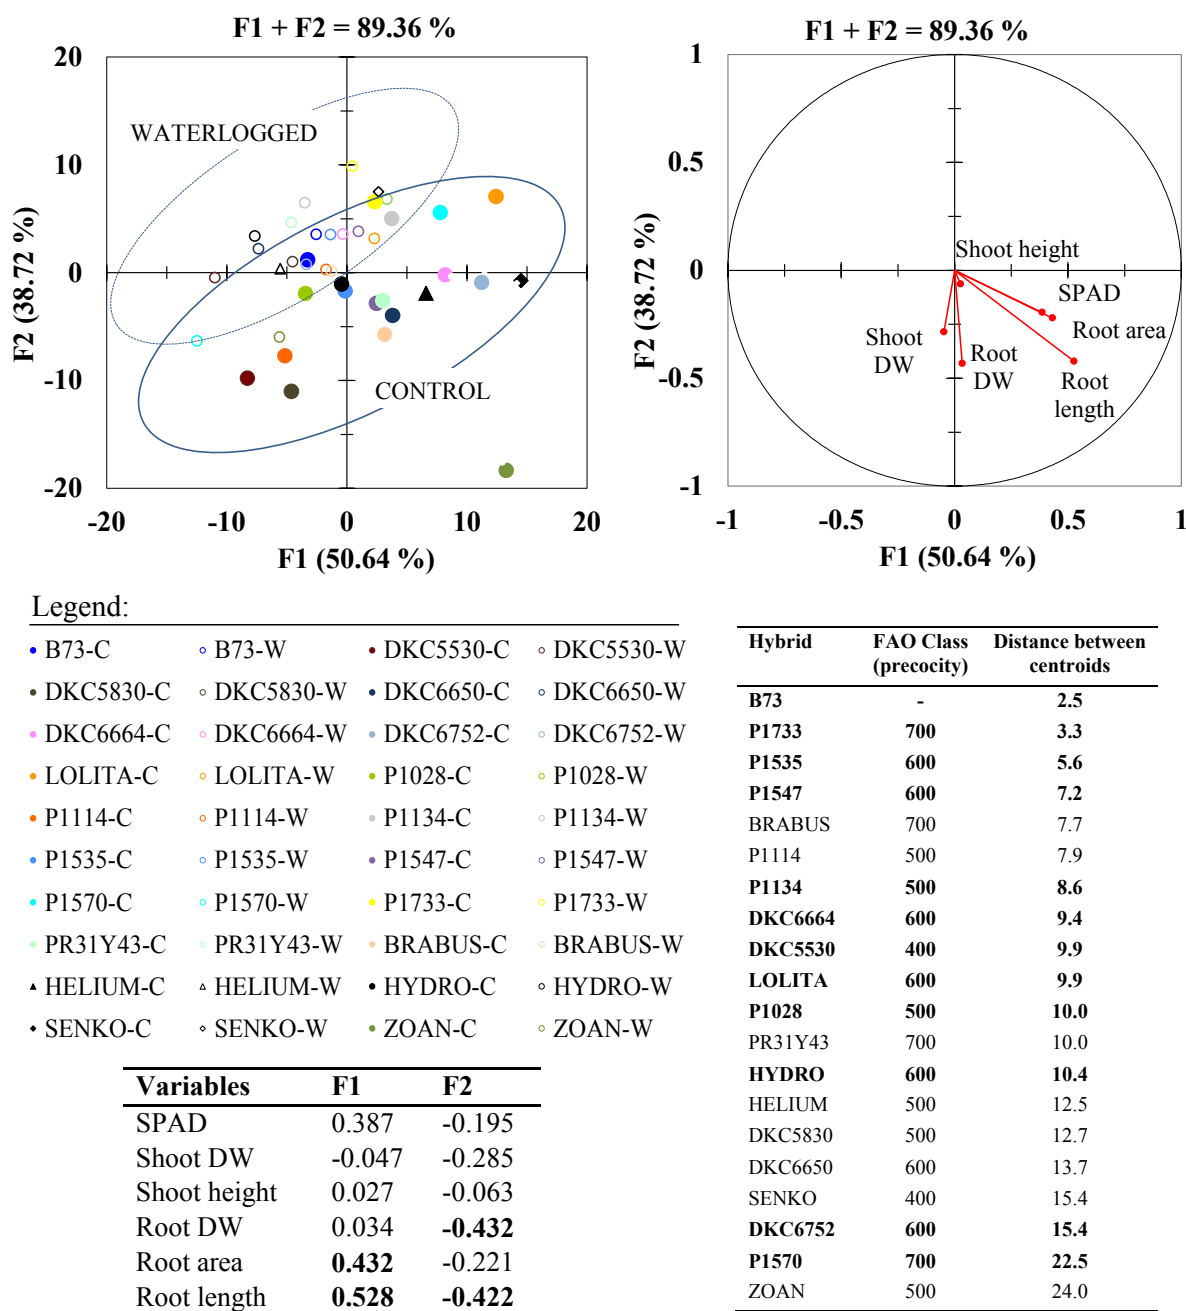 F1 + F2 = 89.36 %
20
10
0
-10
-20
F2 (38.72 %)
WATERLOGGED
CONTROL
-20 -10 0 10 20
F1 (50.64 %)
F1 + F2 = 89.36 %
1
0.5
0
-0.5
-1
F2 (38.72 %)
Shoot height
SPAD
Root area
Shoot
DW
Root
DW
Root
length
-1 -0.5 0 0.5 1
F1 (50.64 %)
Legend:
B73-C B73-W DKC5530-C DKC5530-W
DKC5830-C DKC5830-W DKC6650-C DKC6650-W
DKC6664-C DKC6664-W DKC6752-C DKC6752-W
LOLITA-C LOLITA-W P1028-C P1028-W
P1114-C P1114-W P1134-C P1134-W
P1535-C P1535-W P1547-C P1547-W
P1570-C P1570-W P1733-C P1733-W
PR31Y43-C PR31Y43-W BRABUS-C BRABUS-W
HELIUM-C HELIUM-W HYDRO-C HYDRO-W
SENKO-C SENKO-W ZOAN-C ZOAN-W
Variables F1 F2
SPAD 0.387 -0.195
Shoot DW -0.047 -0.285
Shoot height 0.027 -0.063
Root DW 0.034 -0.432
Root area 0.432 -0.221
Root length 0.528 -0.422
Hybrid FAO Class Distance between
(precocity) centroids
B73 - 2.5
P1733 700 3.3
P1535 600 5.6
P1547 600 7.2
BRABUS 700 7.7
P1114 500 7.9
P1134 500 8.6
DKC6664 600 9.4
DKC5530 400 9.9
LOLITA 600 9.9
P1028 500 10.0
PR31Y43 700 10.0
HYDRO 600 10.4
HELIUM 500 12.5
DKC5830 500 12.7
DKC6650 600 13.7
SENKO 400 15.4
DKC6752 600 15.4
P1570 700 22.5
ZOAN 500 24.0